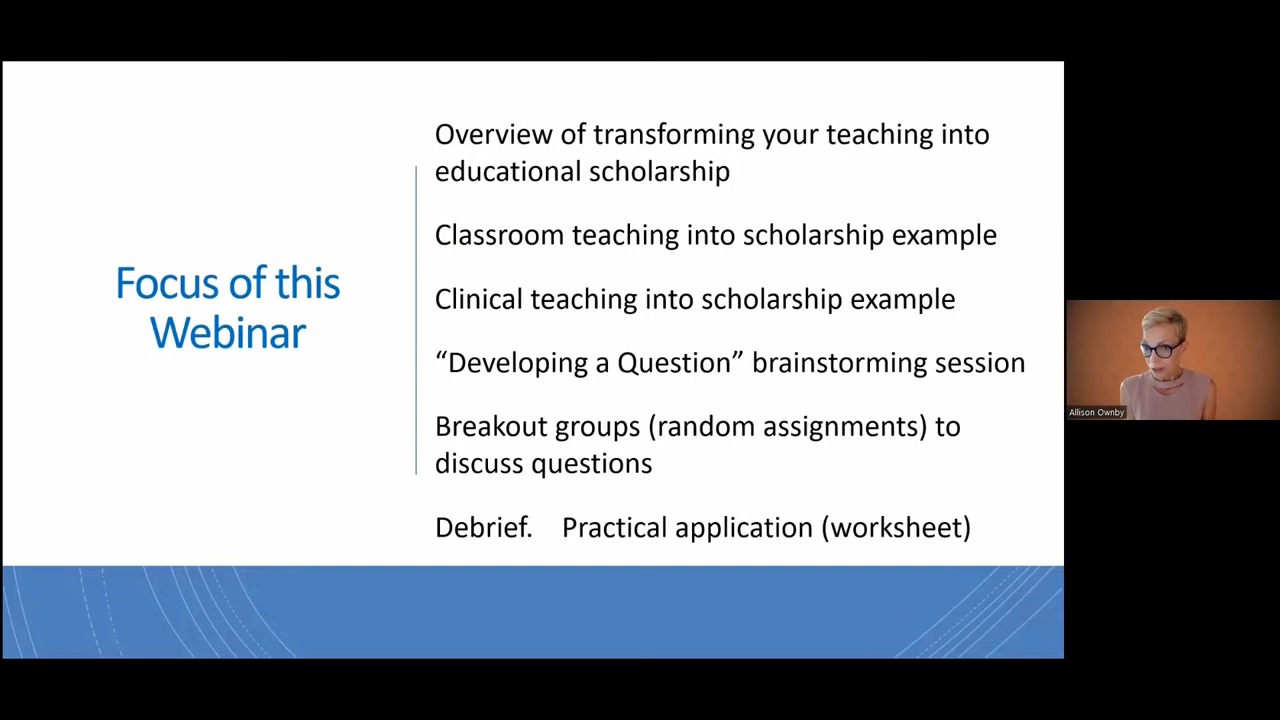 Focus of this
Webinar
Overview of transforming your teaching into
educational scholarship
Classroom teaching into scholarship example
Clinical teaching into scholarship example
“Developing a Question” brainstorming session
Breakout groups (random assignments) to
discuss questions
Debrief. Practical application (worksheet)
Allison Ownby